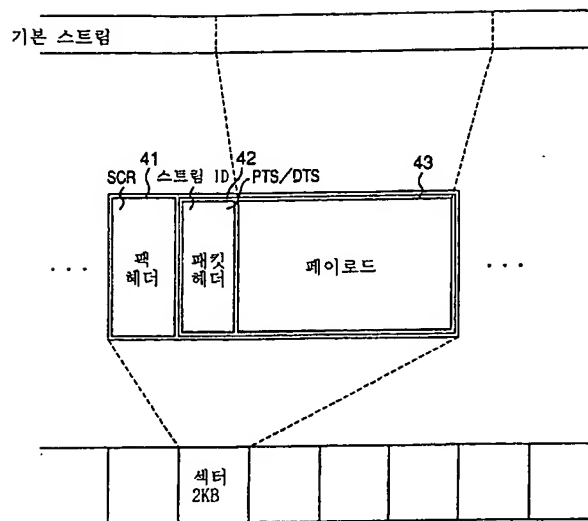 기본 스트림
41 42 43
SCR 스트림 ID PTS/DTS
팩
헤더
패킷
헤더
페이로드
... ...
섹터
2KB